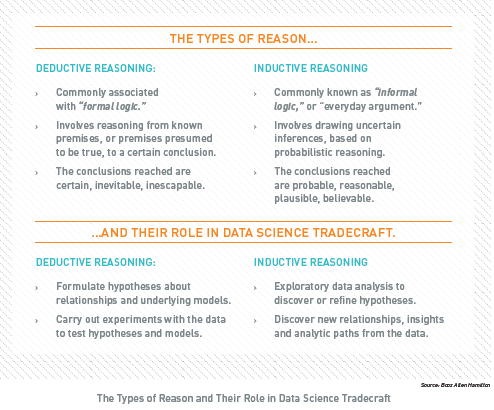 THE TYPES OF REASON...
DEDUCTIVE REASONING:
› Commonly associated
with “formal logic.”
› Involves reasoning from known
premises, or premises presumed
to be true, to a certain conclusion.
› The conclusions reached are
certain, inevitable, inescapable.
INDUCTIVE REASONING
› Commonly known as “informal
logic,” or “everyday argument.”
› Involves drawing uncertain
inferences, based on
probabilistic reasoning.
› The conclusions reached
are probable, reasonable,
plausible, believable.
...AND THEIR ROLE IN DATA SCIENCE TRADECRAFT.
DEDUCTIVE REASONING:
› Formulate hypotheses about
relationships and underlying models.
› Carry out experiments with the data
to test hypotheses and models.
INDUCTIVE REASONING
› Exploratory data analysis to
discover or refine hypotheses.
› Discover new relationships, insights
and analytic paths from the data.
Source: Booz Allen Hamilton
The Types of Reason and Their Role in Data Science Tradecraft